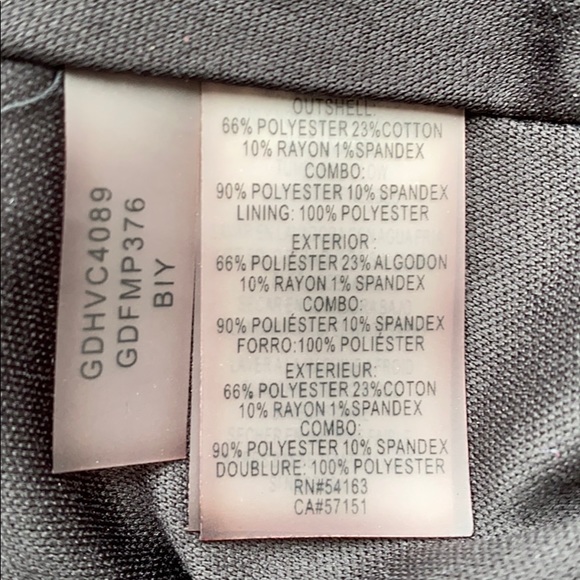 GDHVC4089
GDFMP376
BIY
OUTSHELL:
66% POLYESTER 23%COTTON
10% RAYON 1%SPANDEX
COMBO:
90% POLYESTER 10% SPANDEX
LINING: 100% POLYESTER
EXTERIOR:
66% POLIÉSTER 23% ALGODON
10% RAYON 1%SPANDEX
COMBO:
90% POLIÉSTER 10% SPANDEX
FORRO:100% POLIÉSTER
EXTERIEUR:
66% POLYESTER 23%COTON
10% RAYON 1%SPANDEX
COMBO:
90% POLYESTER 10% SPANDEX
DOUBLURE: 100% POLYESTER
RN#54163
CA#57151